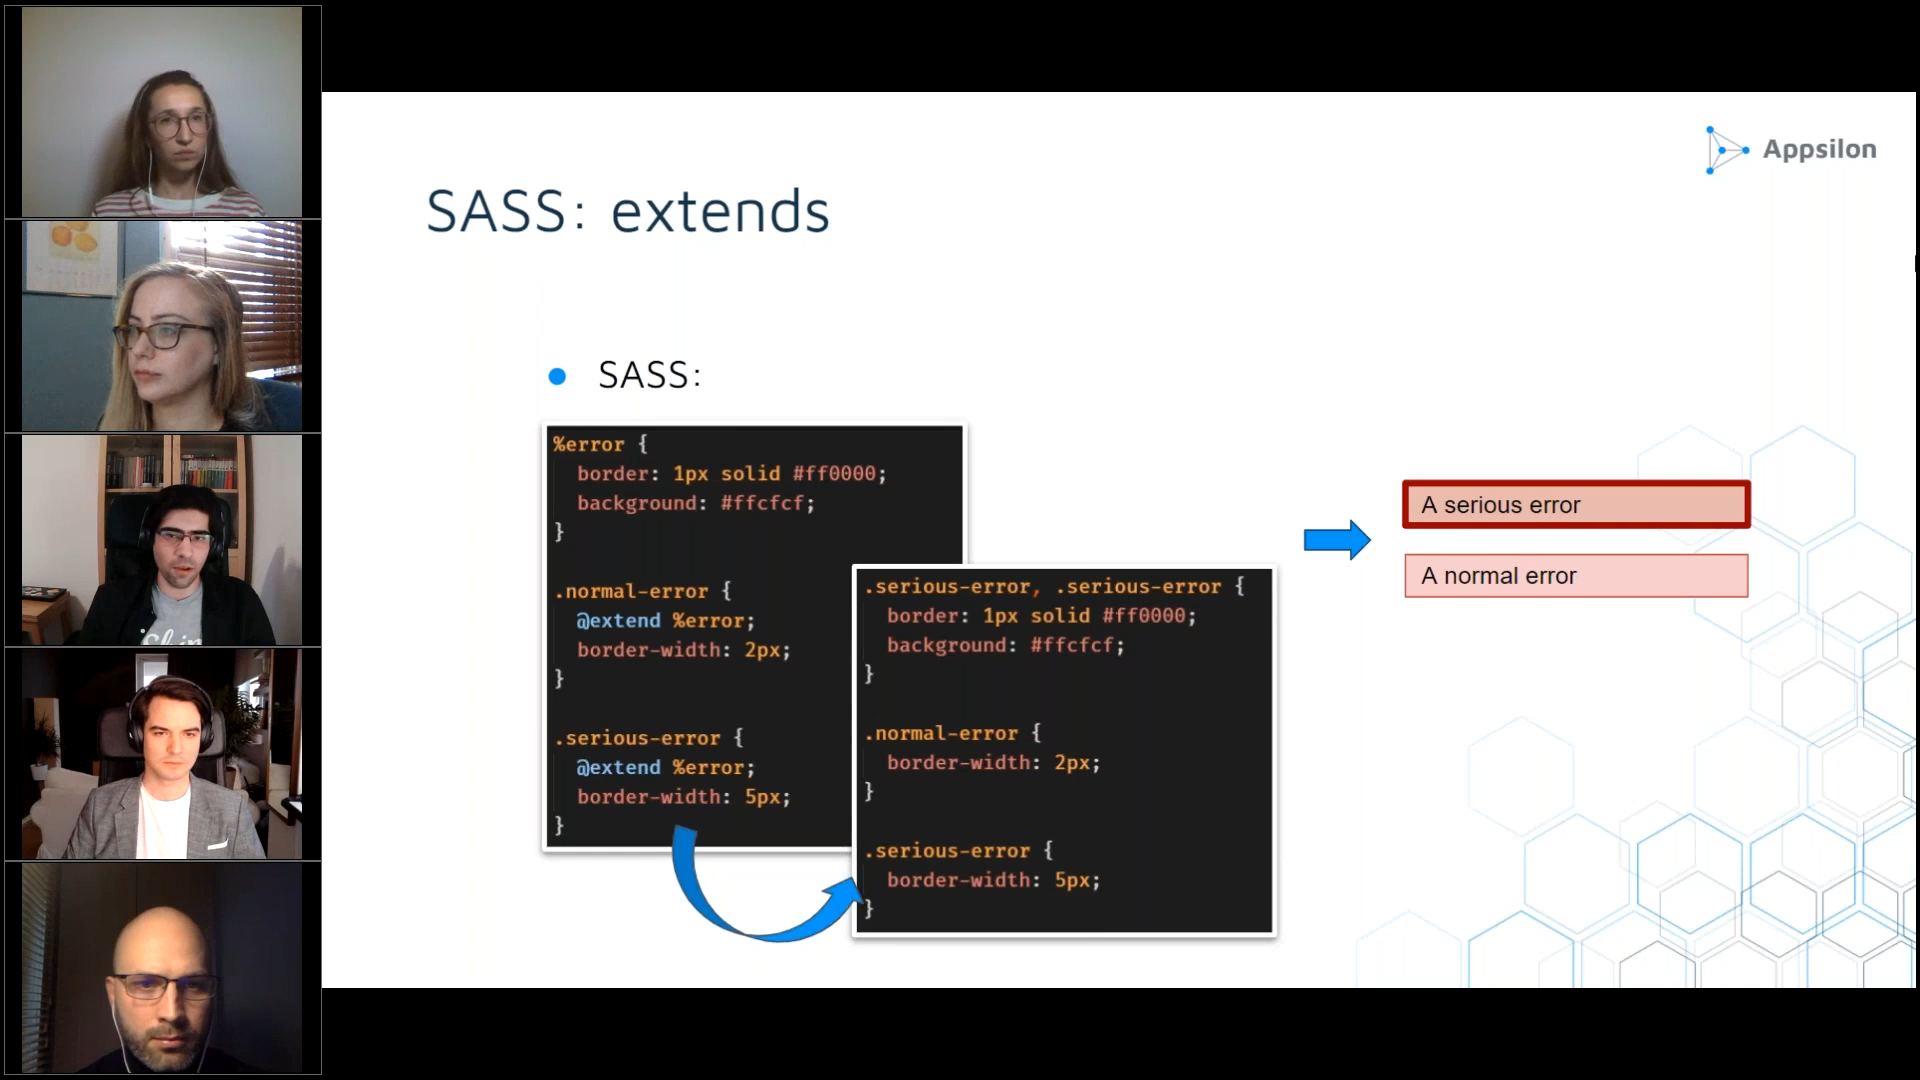 Appsilon
SASS: extends
SASS:
%error {
border: 1px solid #ff0000;
background: #ffcfcf;
}
.normal-error {
@extend %error;
border-width: 2px;
}
.serious-error {
@extend %error;
border-width: 5px;
}
.serious-error, .serious-error {
border: 1px solid #ff0000;
background: #ffcfcf;
}
.normal-error {
border-width: 2px;
}
.serious-error {
border-width: 5px;
}
A serious error
A normal error